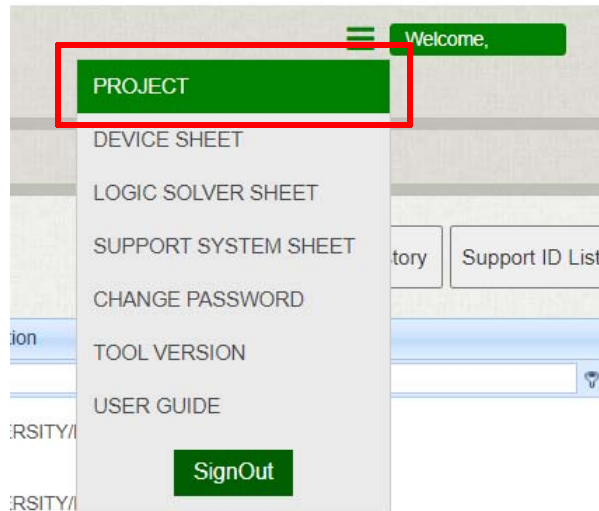 Welcome,
PROJECT
DEVICE SHEET
LOGIC SOLVER SHEET
SUPPORT SYSTEM SHEET
tory
Support ID List
CHANGE PASSWORD
tion
TOOL VERSION
USER GUIDE
ERSITY/
SignOut
ERSITY/